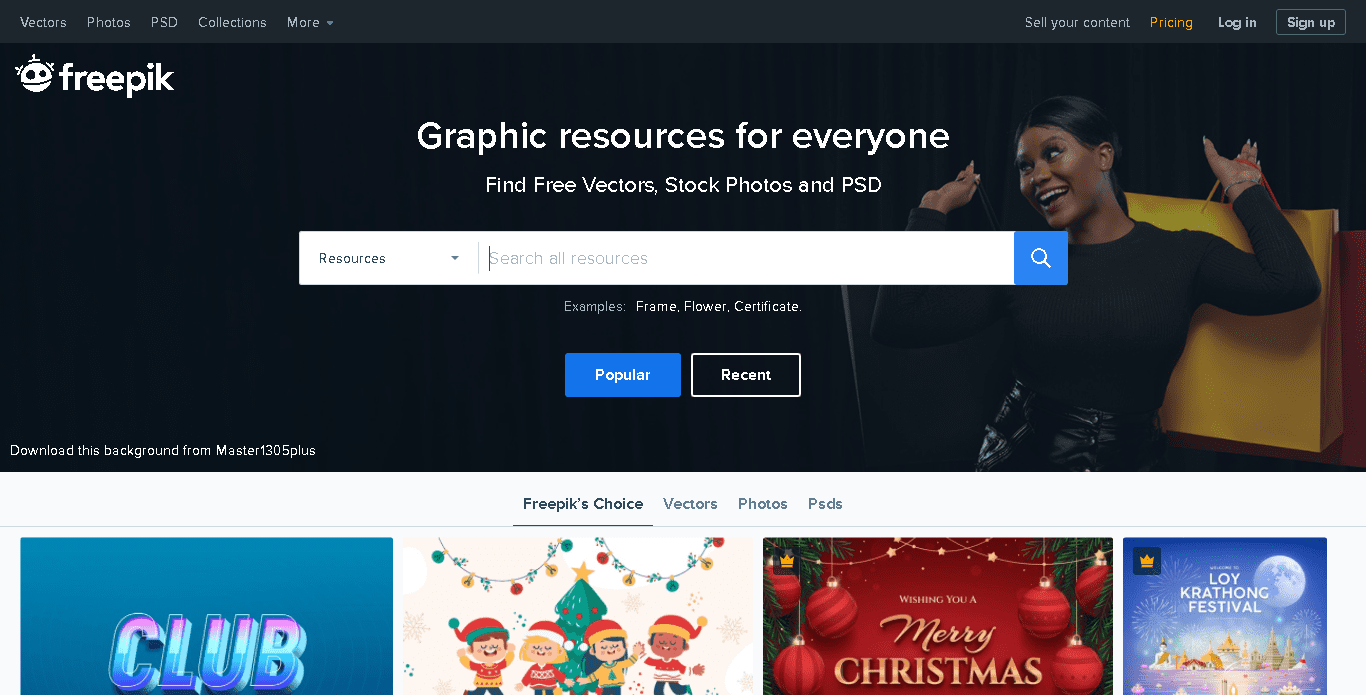 Vectors Photos PSD Collections More Sell your content Pricing Log in Sign up
freepik
Graphic resources for everyone
Find Free Vectors, Stock Photos and PSD
Resources Search all resources
Examples: Frame, Flower, Certificate.
Popular Recent
Download this background from Master1305plus
Freepik's Choice Vectors Photos Psds
CLUB
WISHING YOU A
Merry
CHRISTMAS
WELCOME TO
LOY
KRATHONG
FESTIVAL